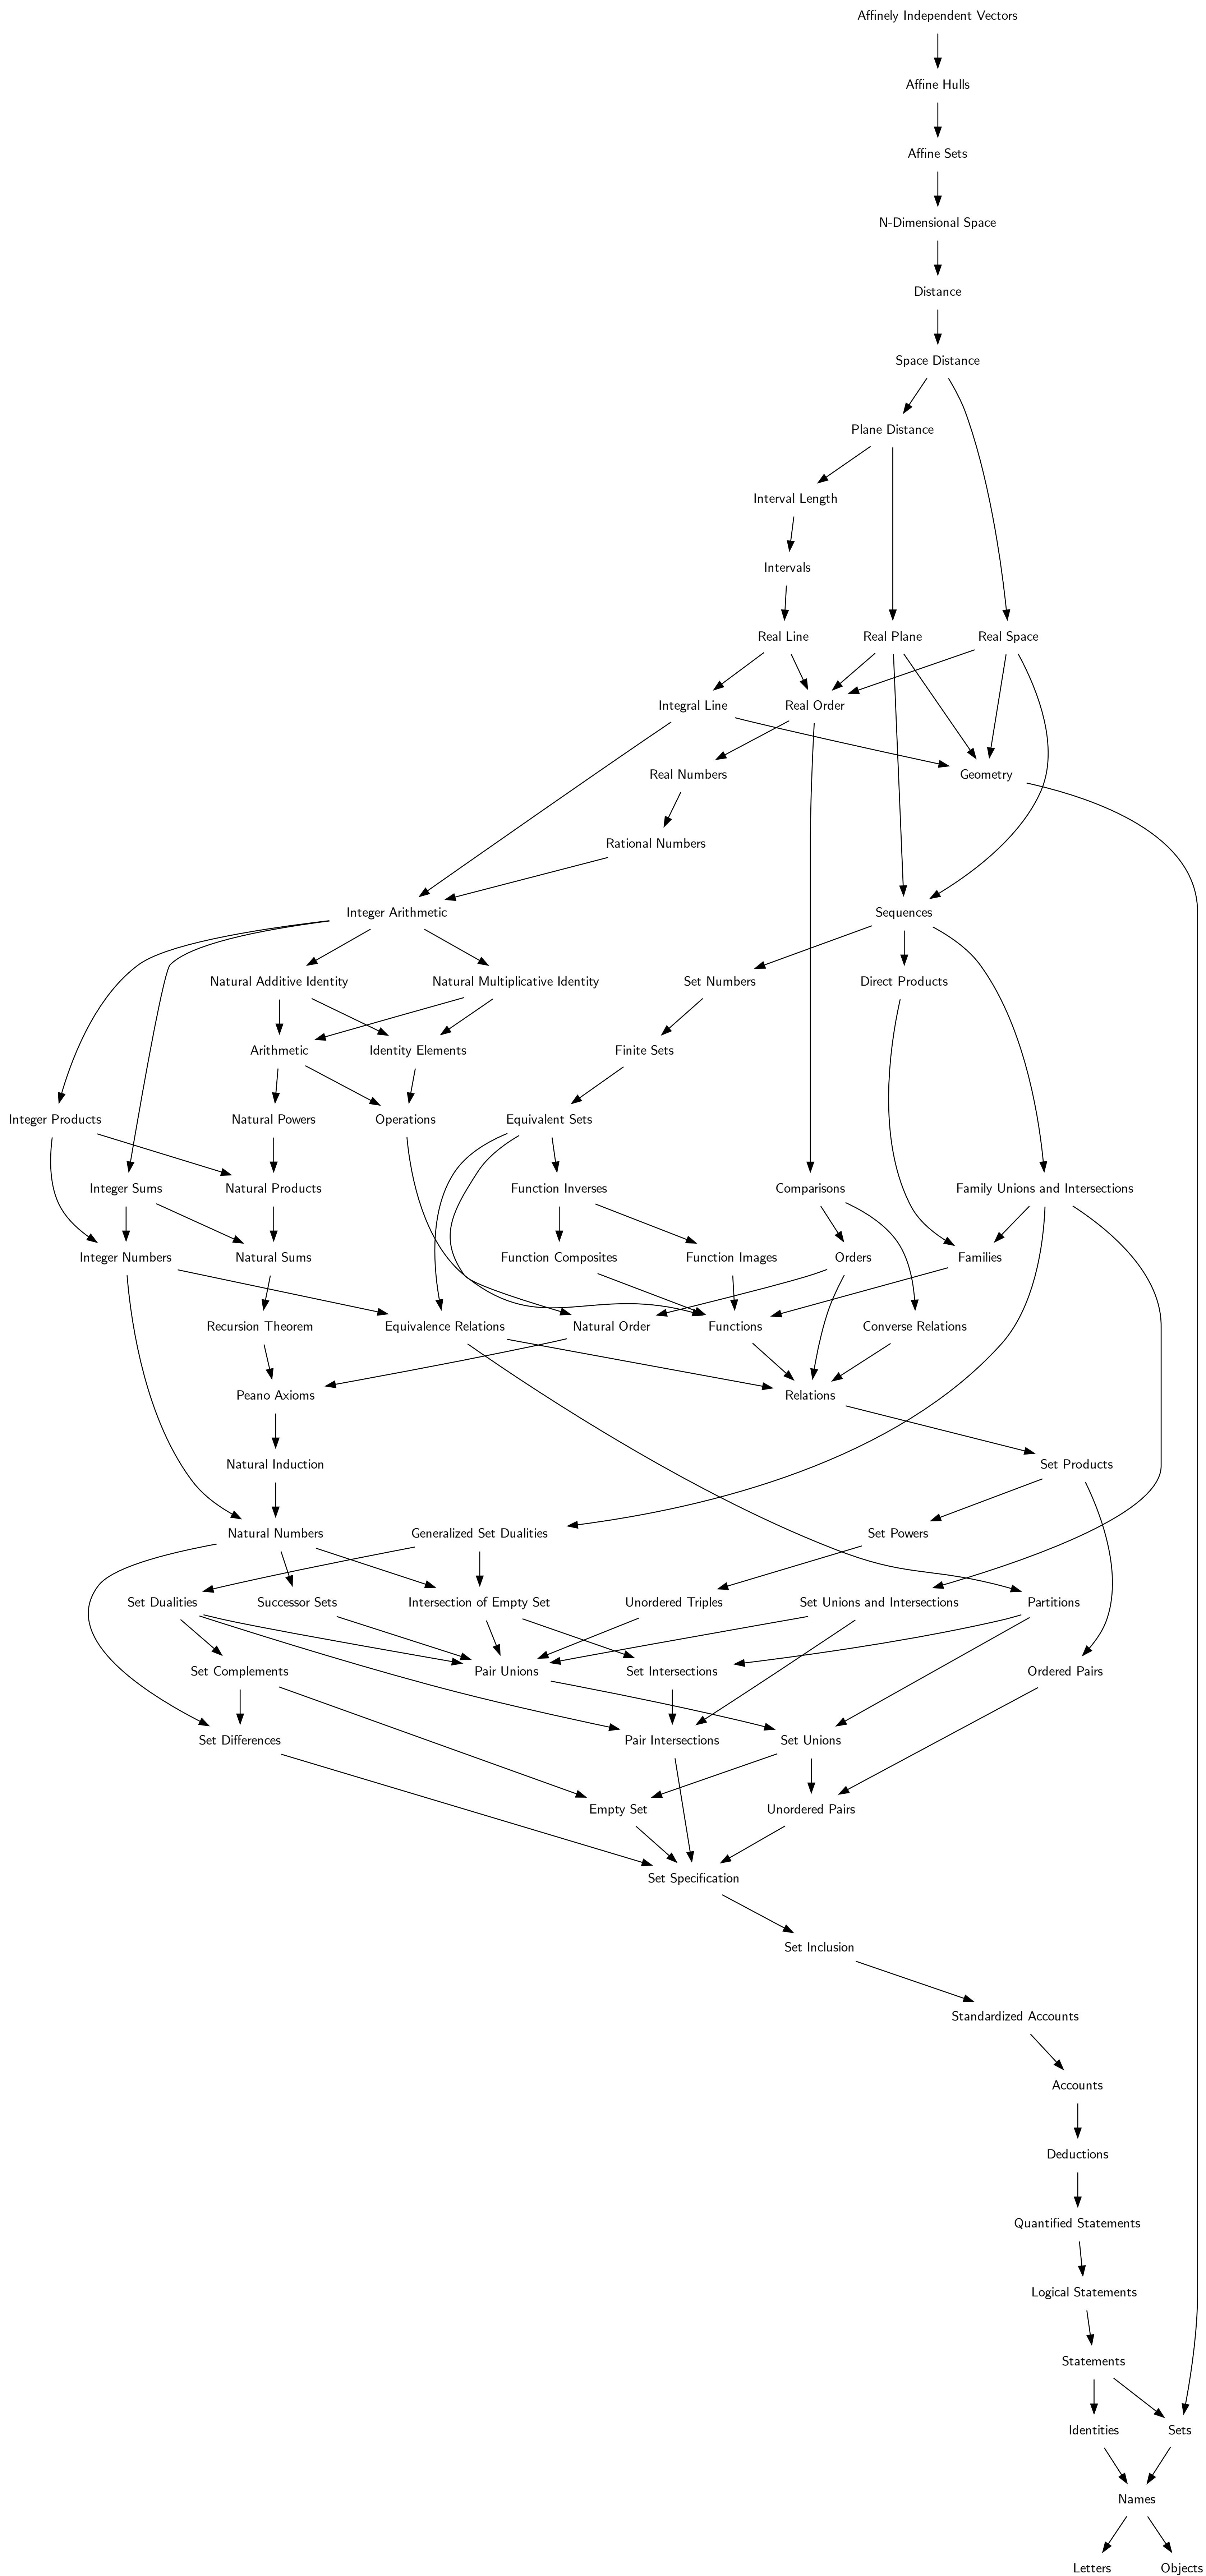 Affinely Independent Vectors
Affine Hulls
Affine Sets
N-Dimensional Space
Distance
Space Distance
Plane Distance
Interval Length
Intervals
Real Line
Real Plane
Real Space
Integral Line
Real Order
Real Numbers
Geometry
Rational Numbers
Integer Arithmetic
Sequences
Natural Additive Identity
Natural Multiplicative Identity
Set Numbers
Direct Products
Arithmetic
Identity Elements
Finite Sets
Integer Products
Natural Powers
Operations
Equivalent Sets
Integer Sums
Natural Products
Function Inverses
Comparisons
Family Unions and Intersections
Integer Numbers
Natural Sums
Function Composites
Function Images
Orders
Families
Recursion Theorem
Equivalence Relations
Natural Order
Functions
Converse Relations
Peano Axioms
Relations
Natural Induction
Set Products
Natural Numbers
Generalized Set Dualities
Set Powers
Set Dualities
Successor Sets
Intersection of Empty Set
Unordered Triples
Set Unions and Intersections
Partitions
Set Complements
Pair Unions
Set Intersections
Ordered Pairs
Set Differences
Pair Intersections
Set Unions
Empty Set
Unordered Pairs
Set Specification
Set Inclusion
Standardized Accounts
Accounts
Deductions
Quantified Statements
Logical Statements
Statements
Identities
Sets
Names
Letters
Objects